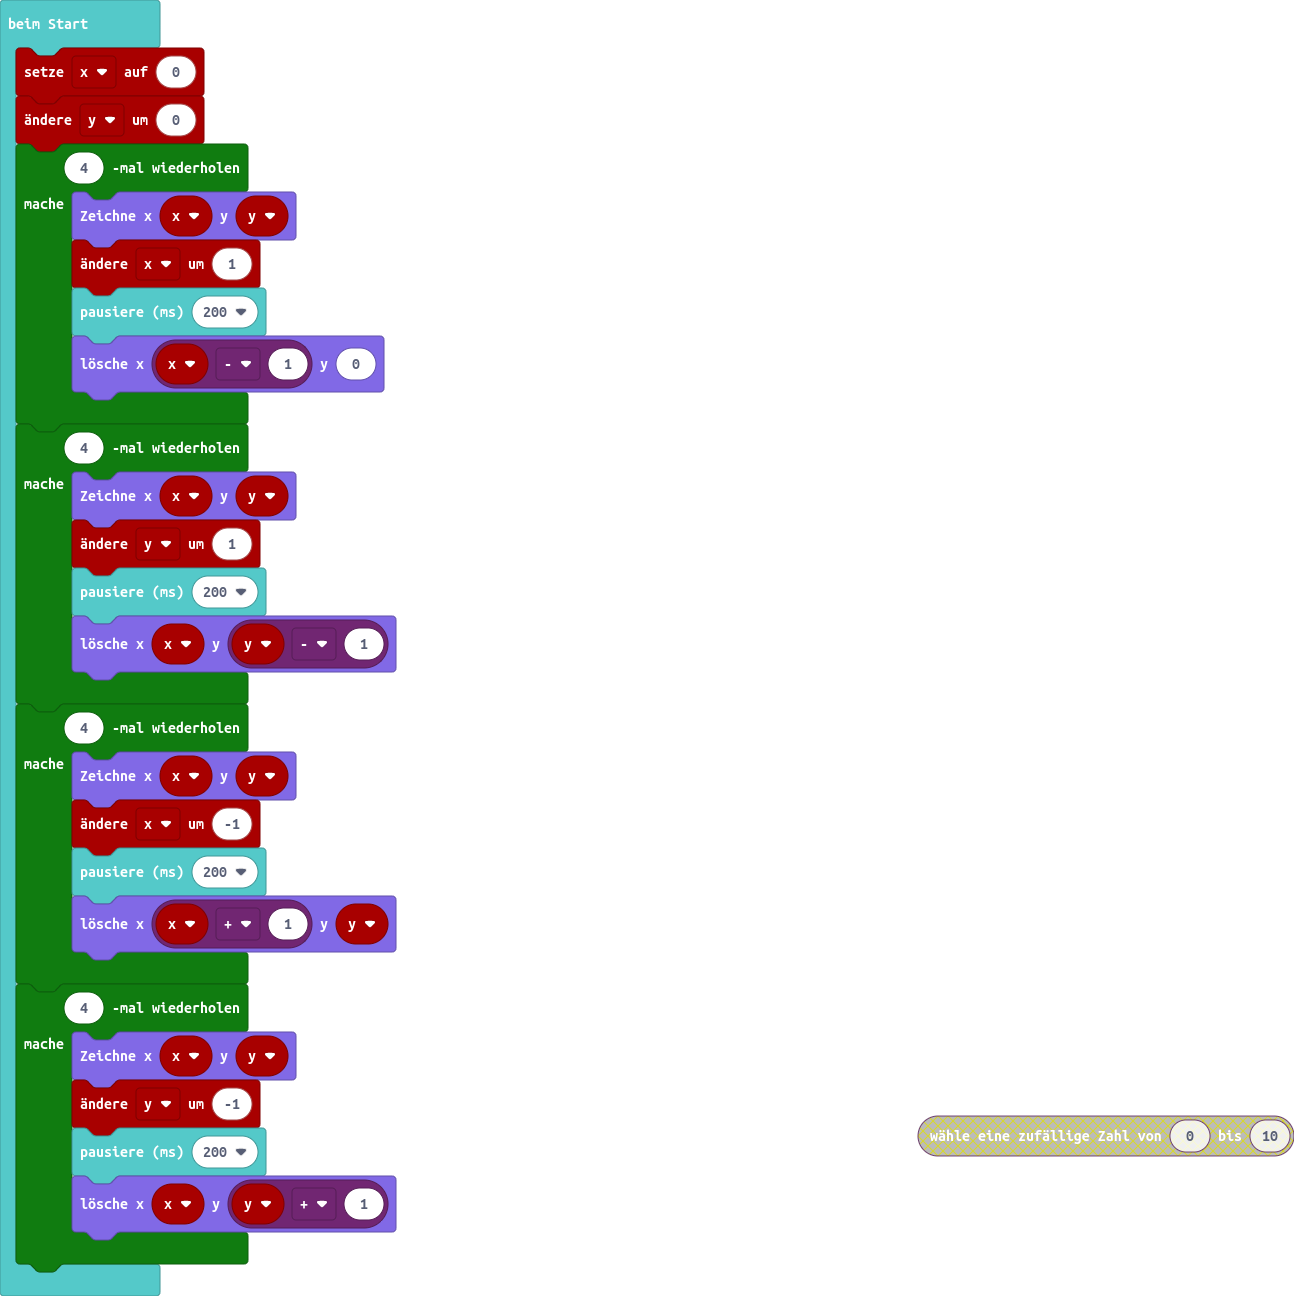 beim Start
setze x auf 0
ändere y um 0
4 -mal wiederholen
mache
Zeichne x x y y
ändere x um 1
pausiere (ms) 200
lösche x x - 1 y 0
4 -mal wiederholen
mache
Zeichne x x y y
ändere y um 1
pausiere (ms) 200
lösche x x y y - 1
4 -mal wiederholen
mache
Zeichne x x y y
ändere x um -1
pausiere (ms) 200
lösche x x + 1 y y
4 -mal wiederholen
mache
Zeichne x x y y
ändere y um -1
pausiere (ms) 200
lösche x x y y + 1
wähle eine zufällige Zahl von 0 bis 10